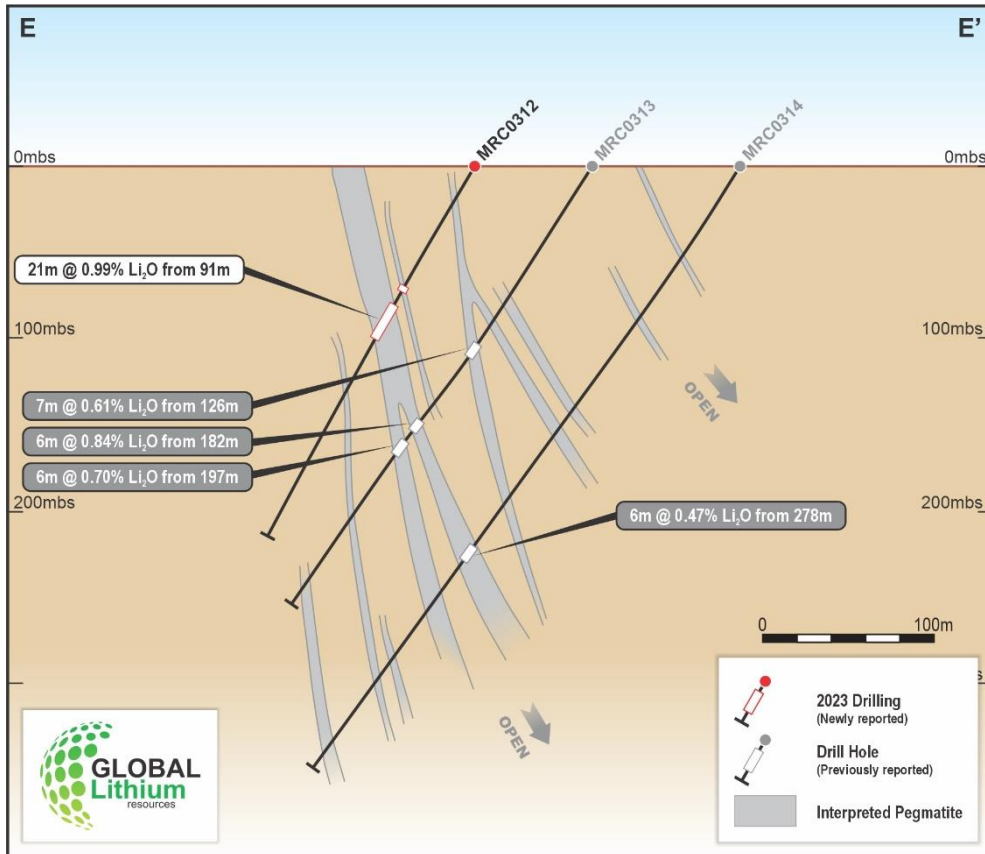 E
E'
MRC0312
MRC0313
MRC0314
0mbs
0mbs
21m @ 0.99% Li₂O from 91m
100mbs
100mbs
OPEN
7m @ 0.61% Li₂O from 126m
6m @ 0.84% Li₂O from 182m
6m @ 0.70% Li₂O from 197m
200mbs
200mbs
6m @ 0.47% Li₂O from 278m
0
100m
OPEN
2023 Drilling
(Newly reported)
Drill Hole
(Previously reported)
Interpreted Pegmatite
GLOBAL
Lithium
resources